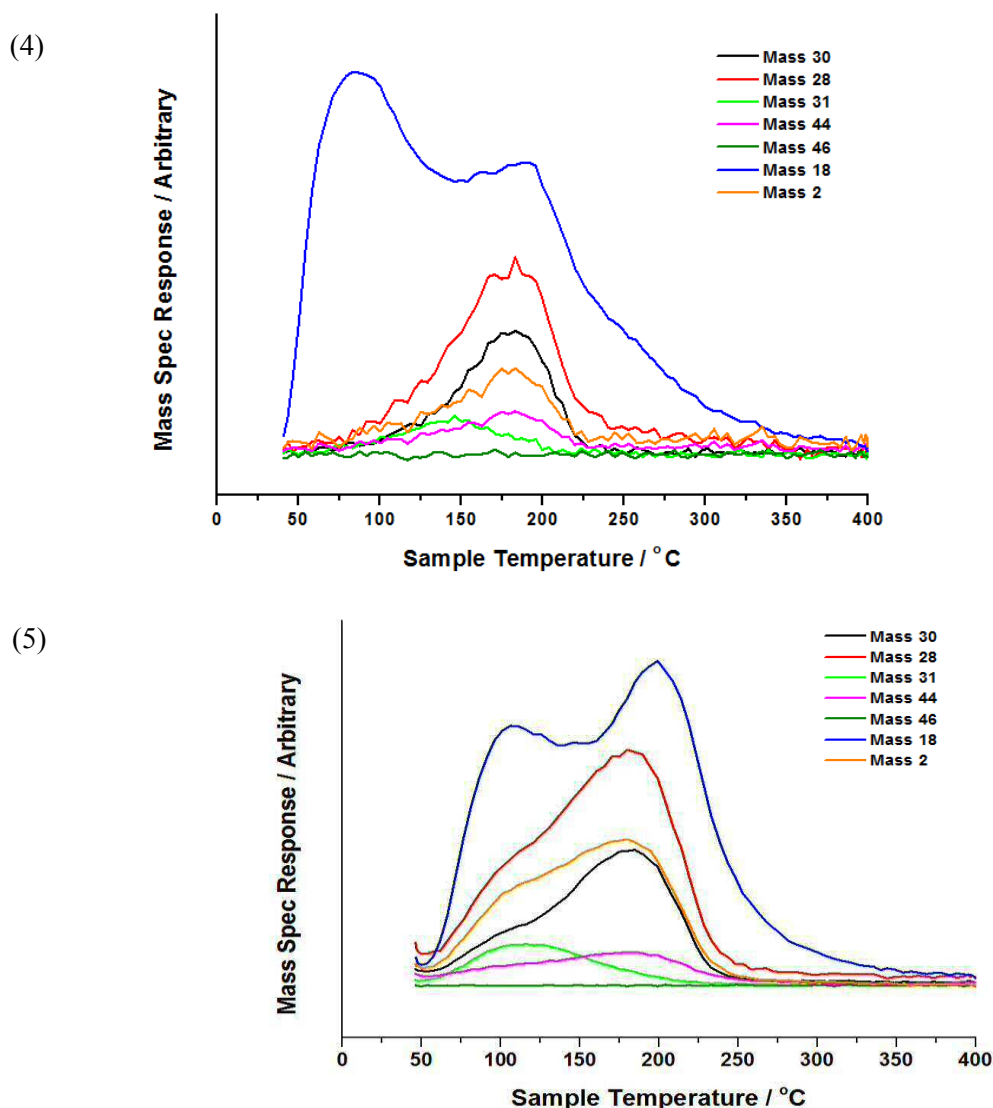 (4)
Mass Spec Response / Arbitrary
Mass 30
Mass 28
Mass 31
Mass 44
Mass 46
Mass 18
Mass 2
0 50 100 150 200 250 300 350 400
Sample Temperature / °C
(5)
Mass Spec Response / Arbitrary
Mass 30
Mass 28
Mass 31
Mass 44
Mass 46
Mass 18
Mass 2
0 50 100 150 200 250 300 350 400
Sample Temperature / °C